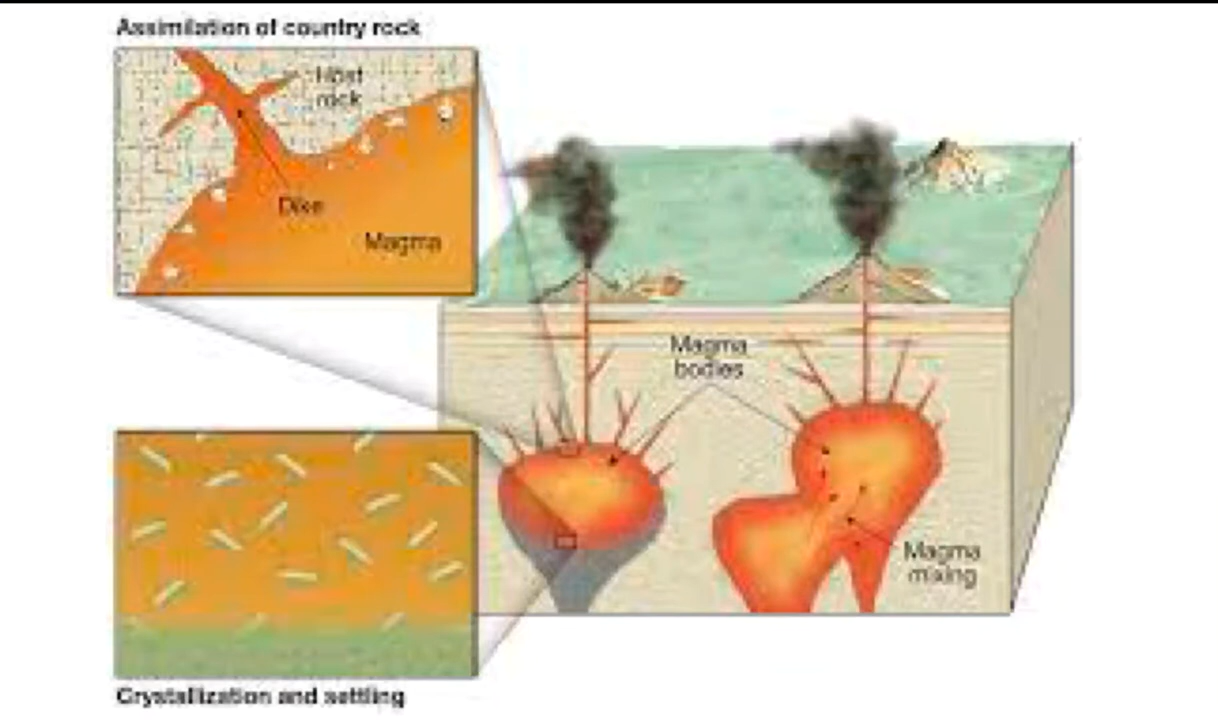 Assimilation of country rock
Host
rock
Dike
Magma
Magma
bodies
Magma
mixing
Crystallization and settling